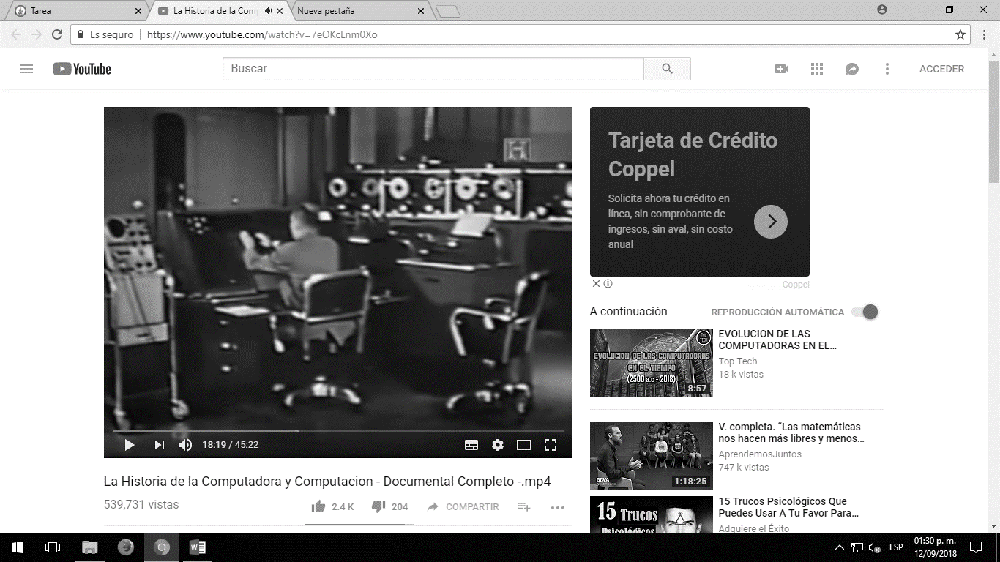 Tarea
La Historia de la Com
Nueva pestaña
Es seguro
https://www.youtube.com/watch?v=7eOKcLnm0Xo
YouTube
Buscar
ACCEDER
H
18:19 / 45:22
La Historia de la Computadora y Computacion - Documental Completo -.mp4
539,731 vistas
2.4 K
204
COMPARTIR
Tarjeta de Crédito
Coppel
Solicita ahora tu crédito en
línea, sin comprobante de
ingresos, sin aval, sin costo
anual
Coppel
A continuación
REPRODUCCIÓN AUTOMÁTICA
Top
TECH
EVOLUCION DE LAS COMPUTADORAS
EN EL TIEMPO
(2500 a.c - 2018)
8:57
EVOLUCIÓN DE LAS
COMPUTADORAS EN EL...
Top Tech
18 k vistas
BBVA
1:18:25
V. completa. “Las matemáticas
nos hacen más libres y menos...
AprendemosJuntos
747 k vistas
15 Trucos
Psicológicos
15 Trucos Psicológicos Que
Puedes Usar A Tu Favor Para...
Adquiere el Éxito
ESP
01:30 p. m.
12/09/2018